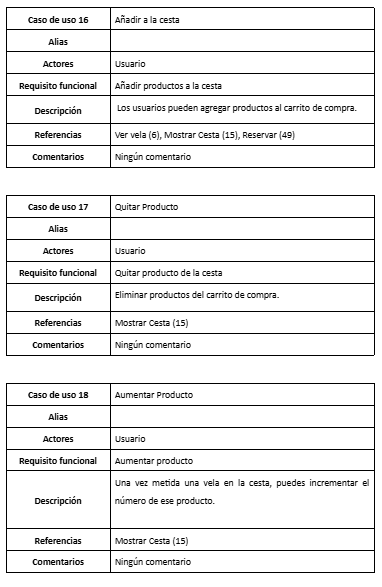 Caso de uso 16 Añadir a la cesta
Alias
Actores Usuario
Requisito funcional Añadir productos a la cesta
Descripción Los usuarios pueden agregar productos al carrito de compra.
Referencias Ver vela (6), Mostrar Cesta (15), Reservar (49)
Comentarios Ningún comentario
Caso de uso 17 Quitar Producto
Alias
Actores Usuario
Requisito funcional Quitar producto de la cesta
Descripción Eliminar productos del carrito de compra.
Referencias Mostrar Cesta (15)
Comentarios Ningún comentario
Caso de uso 18 Aumentar Producto
Alias
Actores Usuario
Requisito funcional Aumentar producto
Descripción Una vez metida una vela en la cesta, puedes incrementar el
número de ese producto.
Referencias Mostrar Cesta (15)
Comentarios Ningún comentario